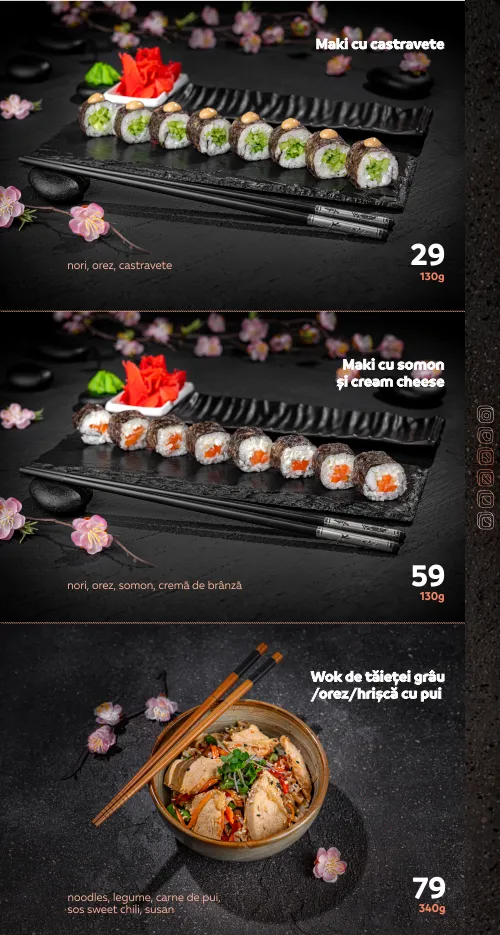 Maki cu castravete
29
130g
nori, orez, castravete
Maki cu somon
și cream cheese
59
130g
nori, orez, somon, cremă de brânză
Wok de tăieței grâu
/orez/hrișcă cu pui
79
340g
noodles, legume, carne de pui,
sos sweet chili, susan